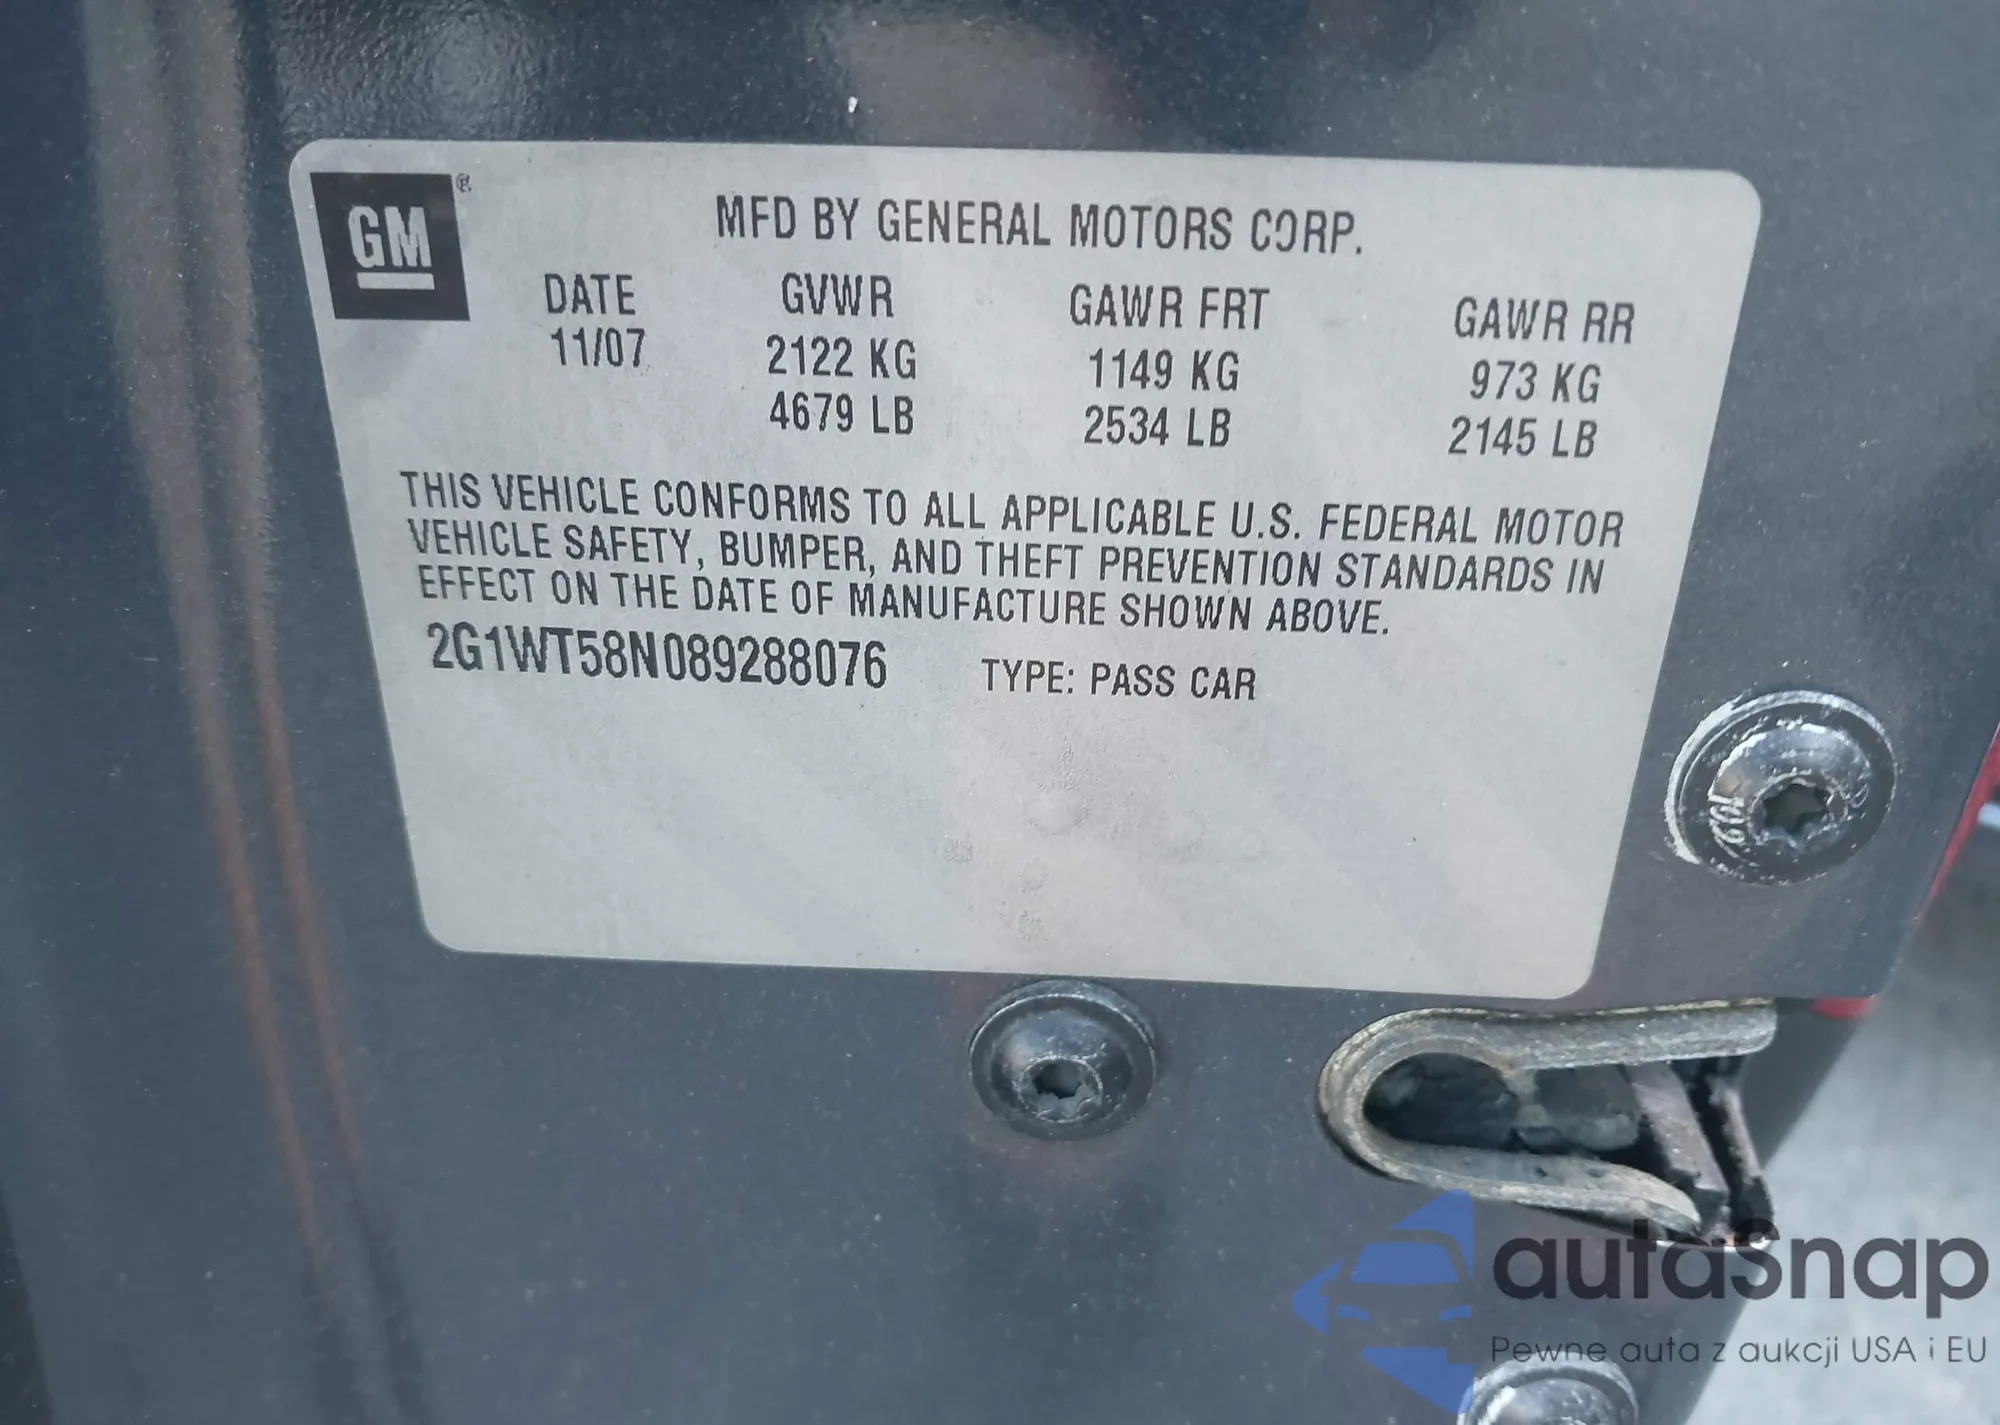 GM®
MFD BY GENERAL MOTORS CORP.
DATE GVWR GAWR FRT GAWR RR
11/07 2122 KG 1149 KG 973 KG
4679 LB 2534 LB 2145 LB
THIS VEHICLE CONFORMS TO ALL APPLICABLE U.S. FEDERAL MOTOR
VEHICLE SAFETY, BUMPER, AND THEFT PREVENTION STANDARDS IN
EFFECT ON THE DATE OF MANUFACTURE SHOWN ABOVE.
2G1WT58N089288076 TYPE: PASS CAR
autaSnap
Pewne auta z aukcji USA i EU